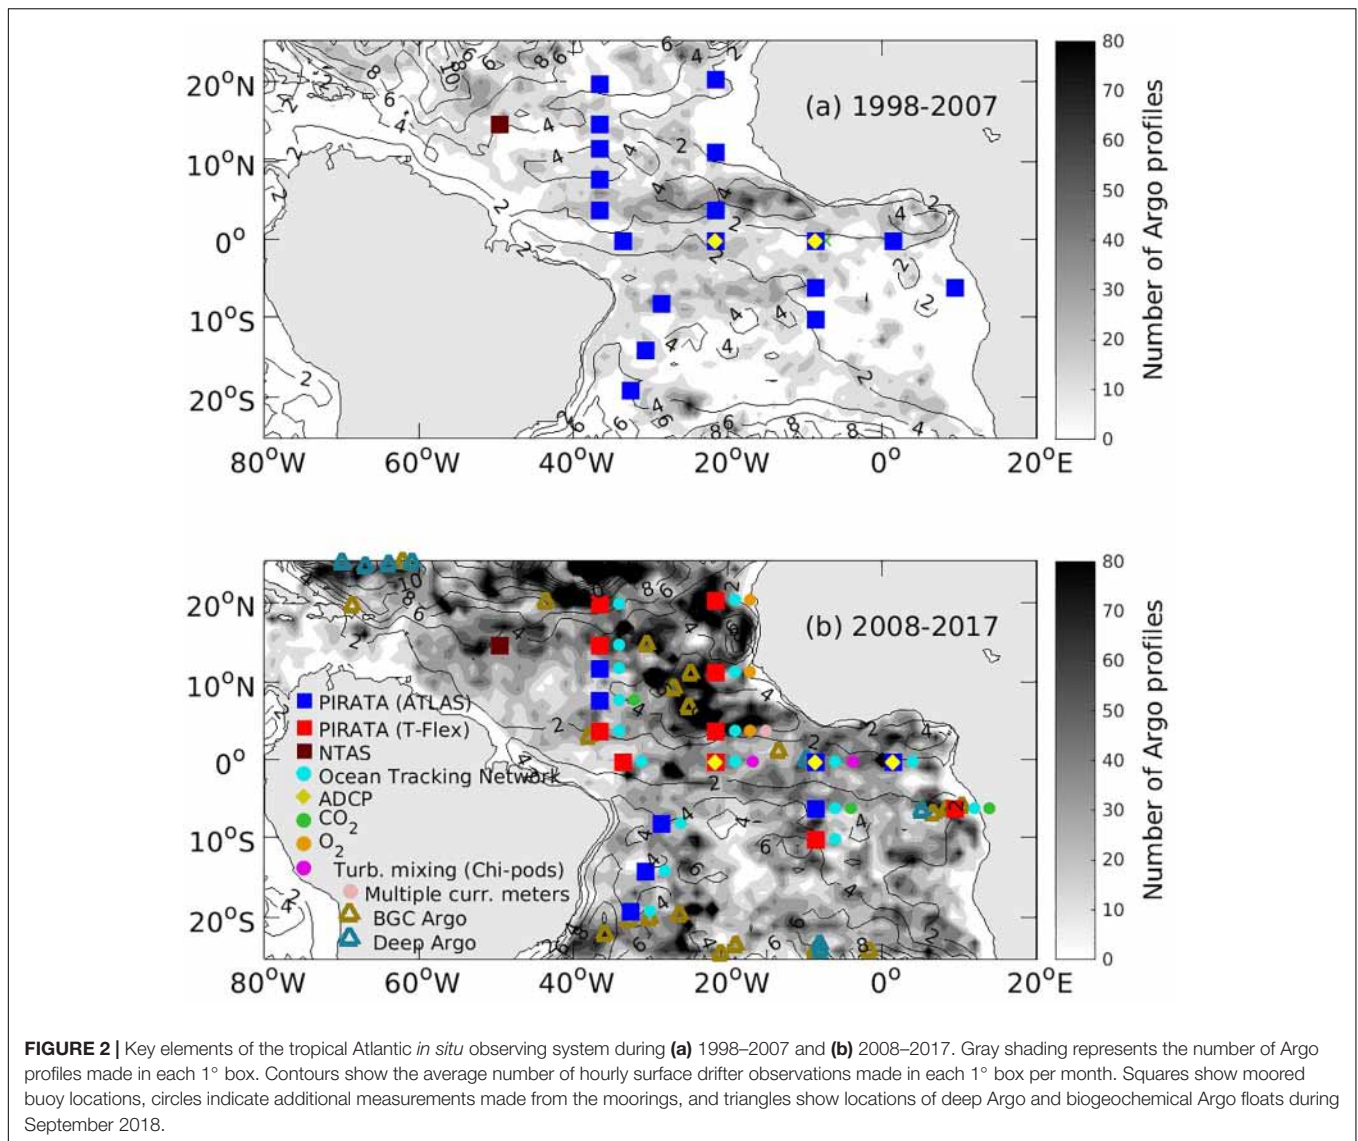 (a) 1998-2007
20°N
10°N
0°
10°S
20°S
80°W 60°W 40°W 20°W 0° 20°E
80
70
60
50
40
30
20
10
0
Number of Argo profiles
(b) 2008-2017
20°N
10°N
0°
10°S
20°S
PIRATA (ATLAS)
PIRATA (T-Flex)
NTAS
Ocean Tracking Network
ADCP
CO2
O2
Turb. mixing (Chi-pods)
Multiple curr. meters
BGC Argo
Deep Argo
80°W 60°W 40°W 20°W 0° 20°E
80
70
60
50
40
30
20
10
0
Number of Argo profiles
FIGURE 2 | Key elements of the tropical Atlantic in situ observing system during (a) 1998–2007 and (b) 2008–2017. Gray shading represents the number of Argo
profiles made in each 1° box. Contours show the average number of hourly surface drifter observations made in each 1° box per month. Squares show moored
buoy locations, circles indicate additional measurements made from the moorings, and triangles show locations of deep Argo and biogeochemical Argo floats during
September 2018.